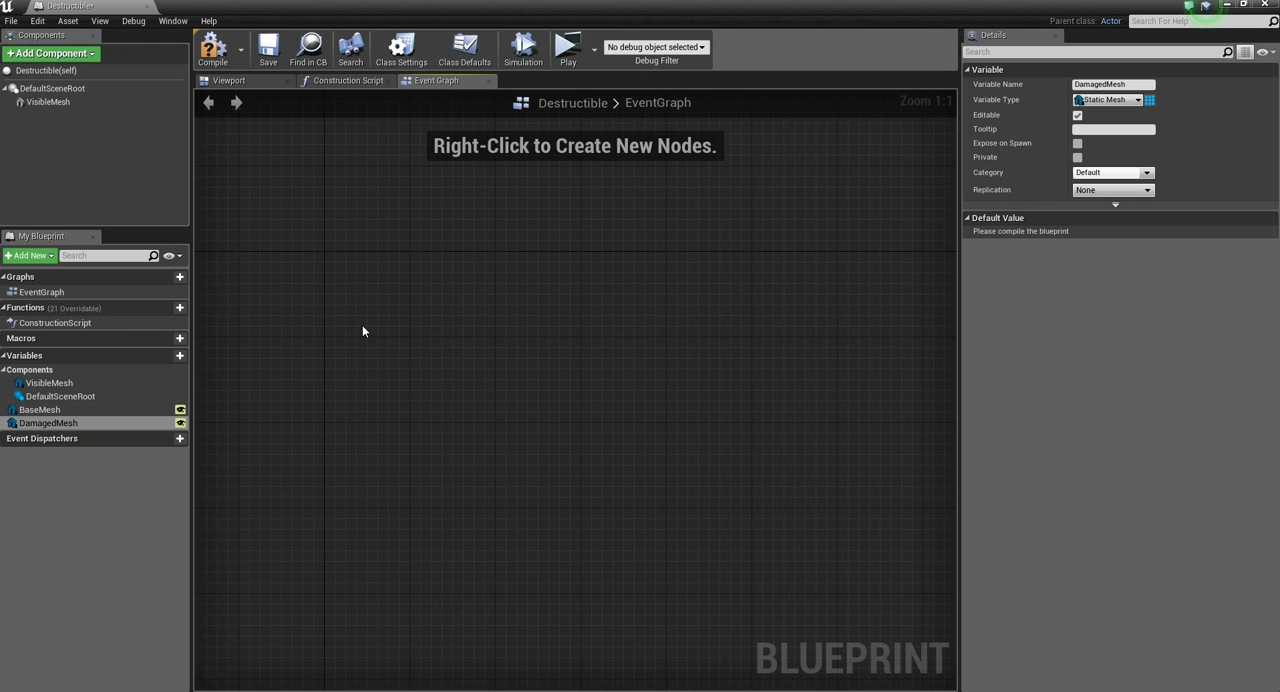 Destructible*
File Edit Asset View Debug Window Help
Parent class: Actor Search For Help
Components
+Add Component
Destructible(self)
DefaultSceneRoot
VisibleMesh
My Blueprint
+Add New Search
Graphs
EventGraph
Functions (21 Overridable)
ConstructionScript
Macros
Variables
Components
VisibleMesh
DefaultSceneRoot
BaseMesh
DamagedMesh
Event Dispatchers
Compile Save Find in CB Search Class Settings Class Defaults Simulation Play
No debug object selected
Debug Filter
Viewport Construction Script Event Graph
Destructible > EventGraph
Zoom 1:1
Right-Click to Create New Nodes.
BLUEPRINT
Details
Search
Variable
Variable Name DamagedMesh
Variable Type Static Mesh
Editable
Tooltip
Expose on Spawn
Private
Category Default
Replication None
Default Value
Please compile the blueprint